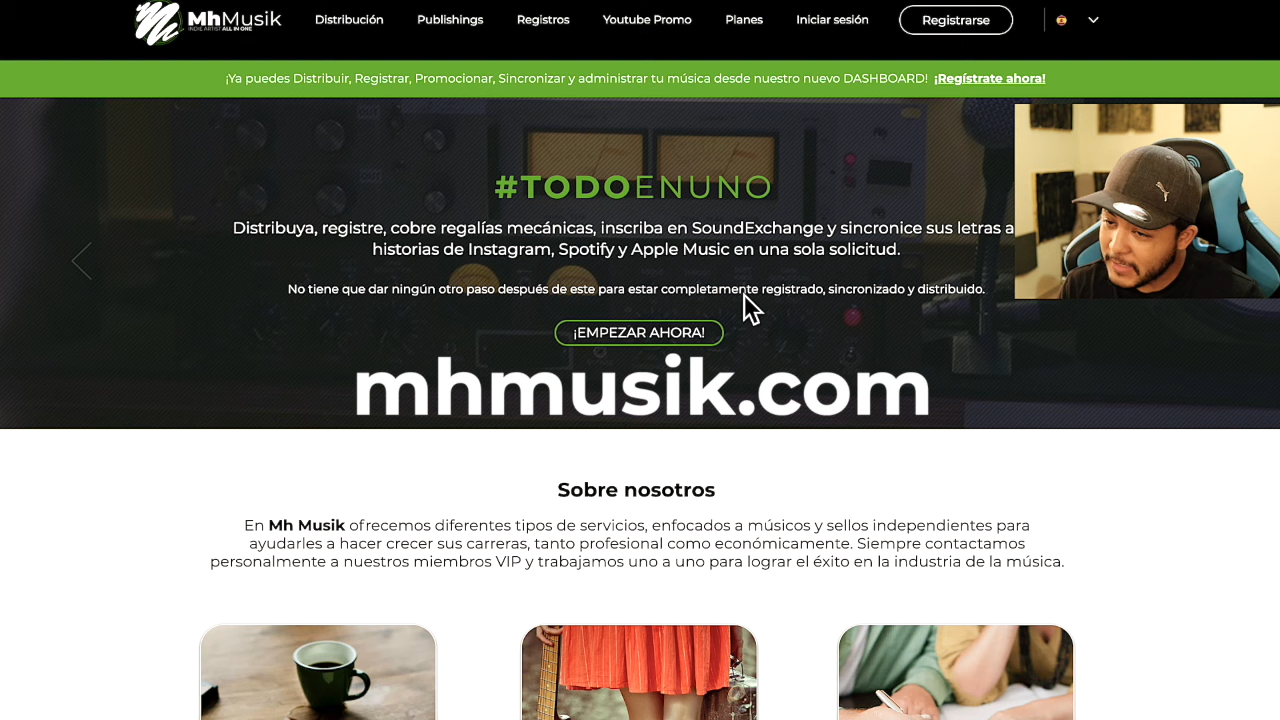 MhMusik
INDIE ARTIST ALL IN ONE
Distribución Publishings Registros Youtube Promo Planes Iniciar sesión Registrarse
¡Ya puedes Distribuir, Registrar, Promocionar, Sincronizar y administrar tu música desde nuestro nuevo DASHBOARD! ¡Regístrate ahora!
#TODOENUNO
Distribuya, registre, cobre regalías mecánicas, inscriba en SoundExchange y sincronice sus letras a
historias de Instagram, Spotify y Apple Music en una sola solicitud.
No tiene que dar ningún otro paso después de este para estar completamente registrado, sincronizado y distribuido.
¡EMPEZAR AHORA!
mhmusik.com
Sobre nosotros
En Mh Musik ofrecemos diferentes tipos de servicios, enfocados a músicos y sellos independientes para
ayudarles a hacer crecer sus carreras, tanto profesional como económicamente. Siempre contactamos
personalmente a nuestros miembros VIP y trabajamos uno a uno para lograr el éxito en la industria de la música.